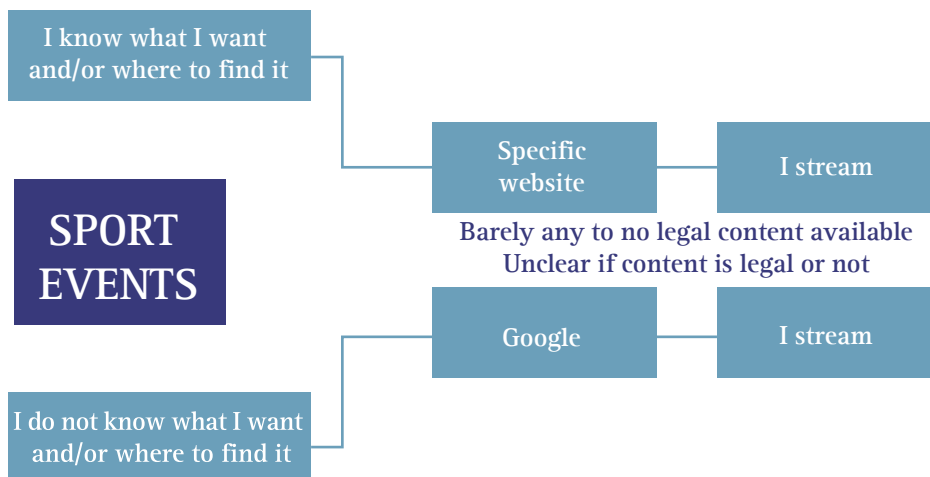 I know what I want
and/or where to find it
Specific
website
I stream
SPORT
EVENTS
Barely any to no legal content available
Unclear if content is legal or not
Google
I stream
I do not know what I want
and/or where to find it